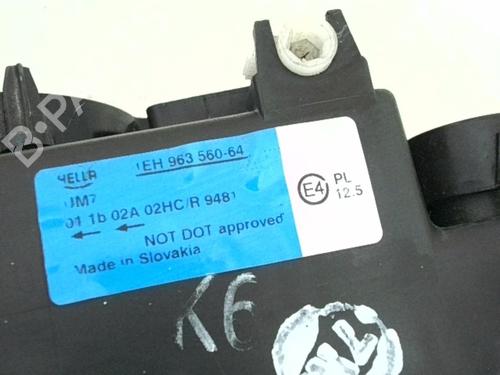 HELLA
1EH 963 560-64
UM7
01 1b 02A 02HC/R 9481
NOT DOT approved
Made in Slovakia
E4
PL
12.5
K6
B-PA